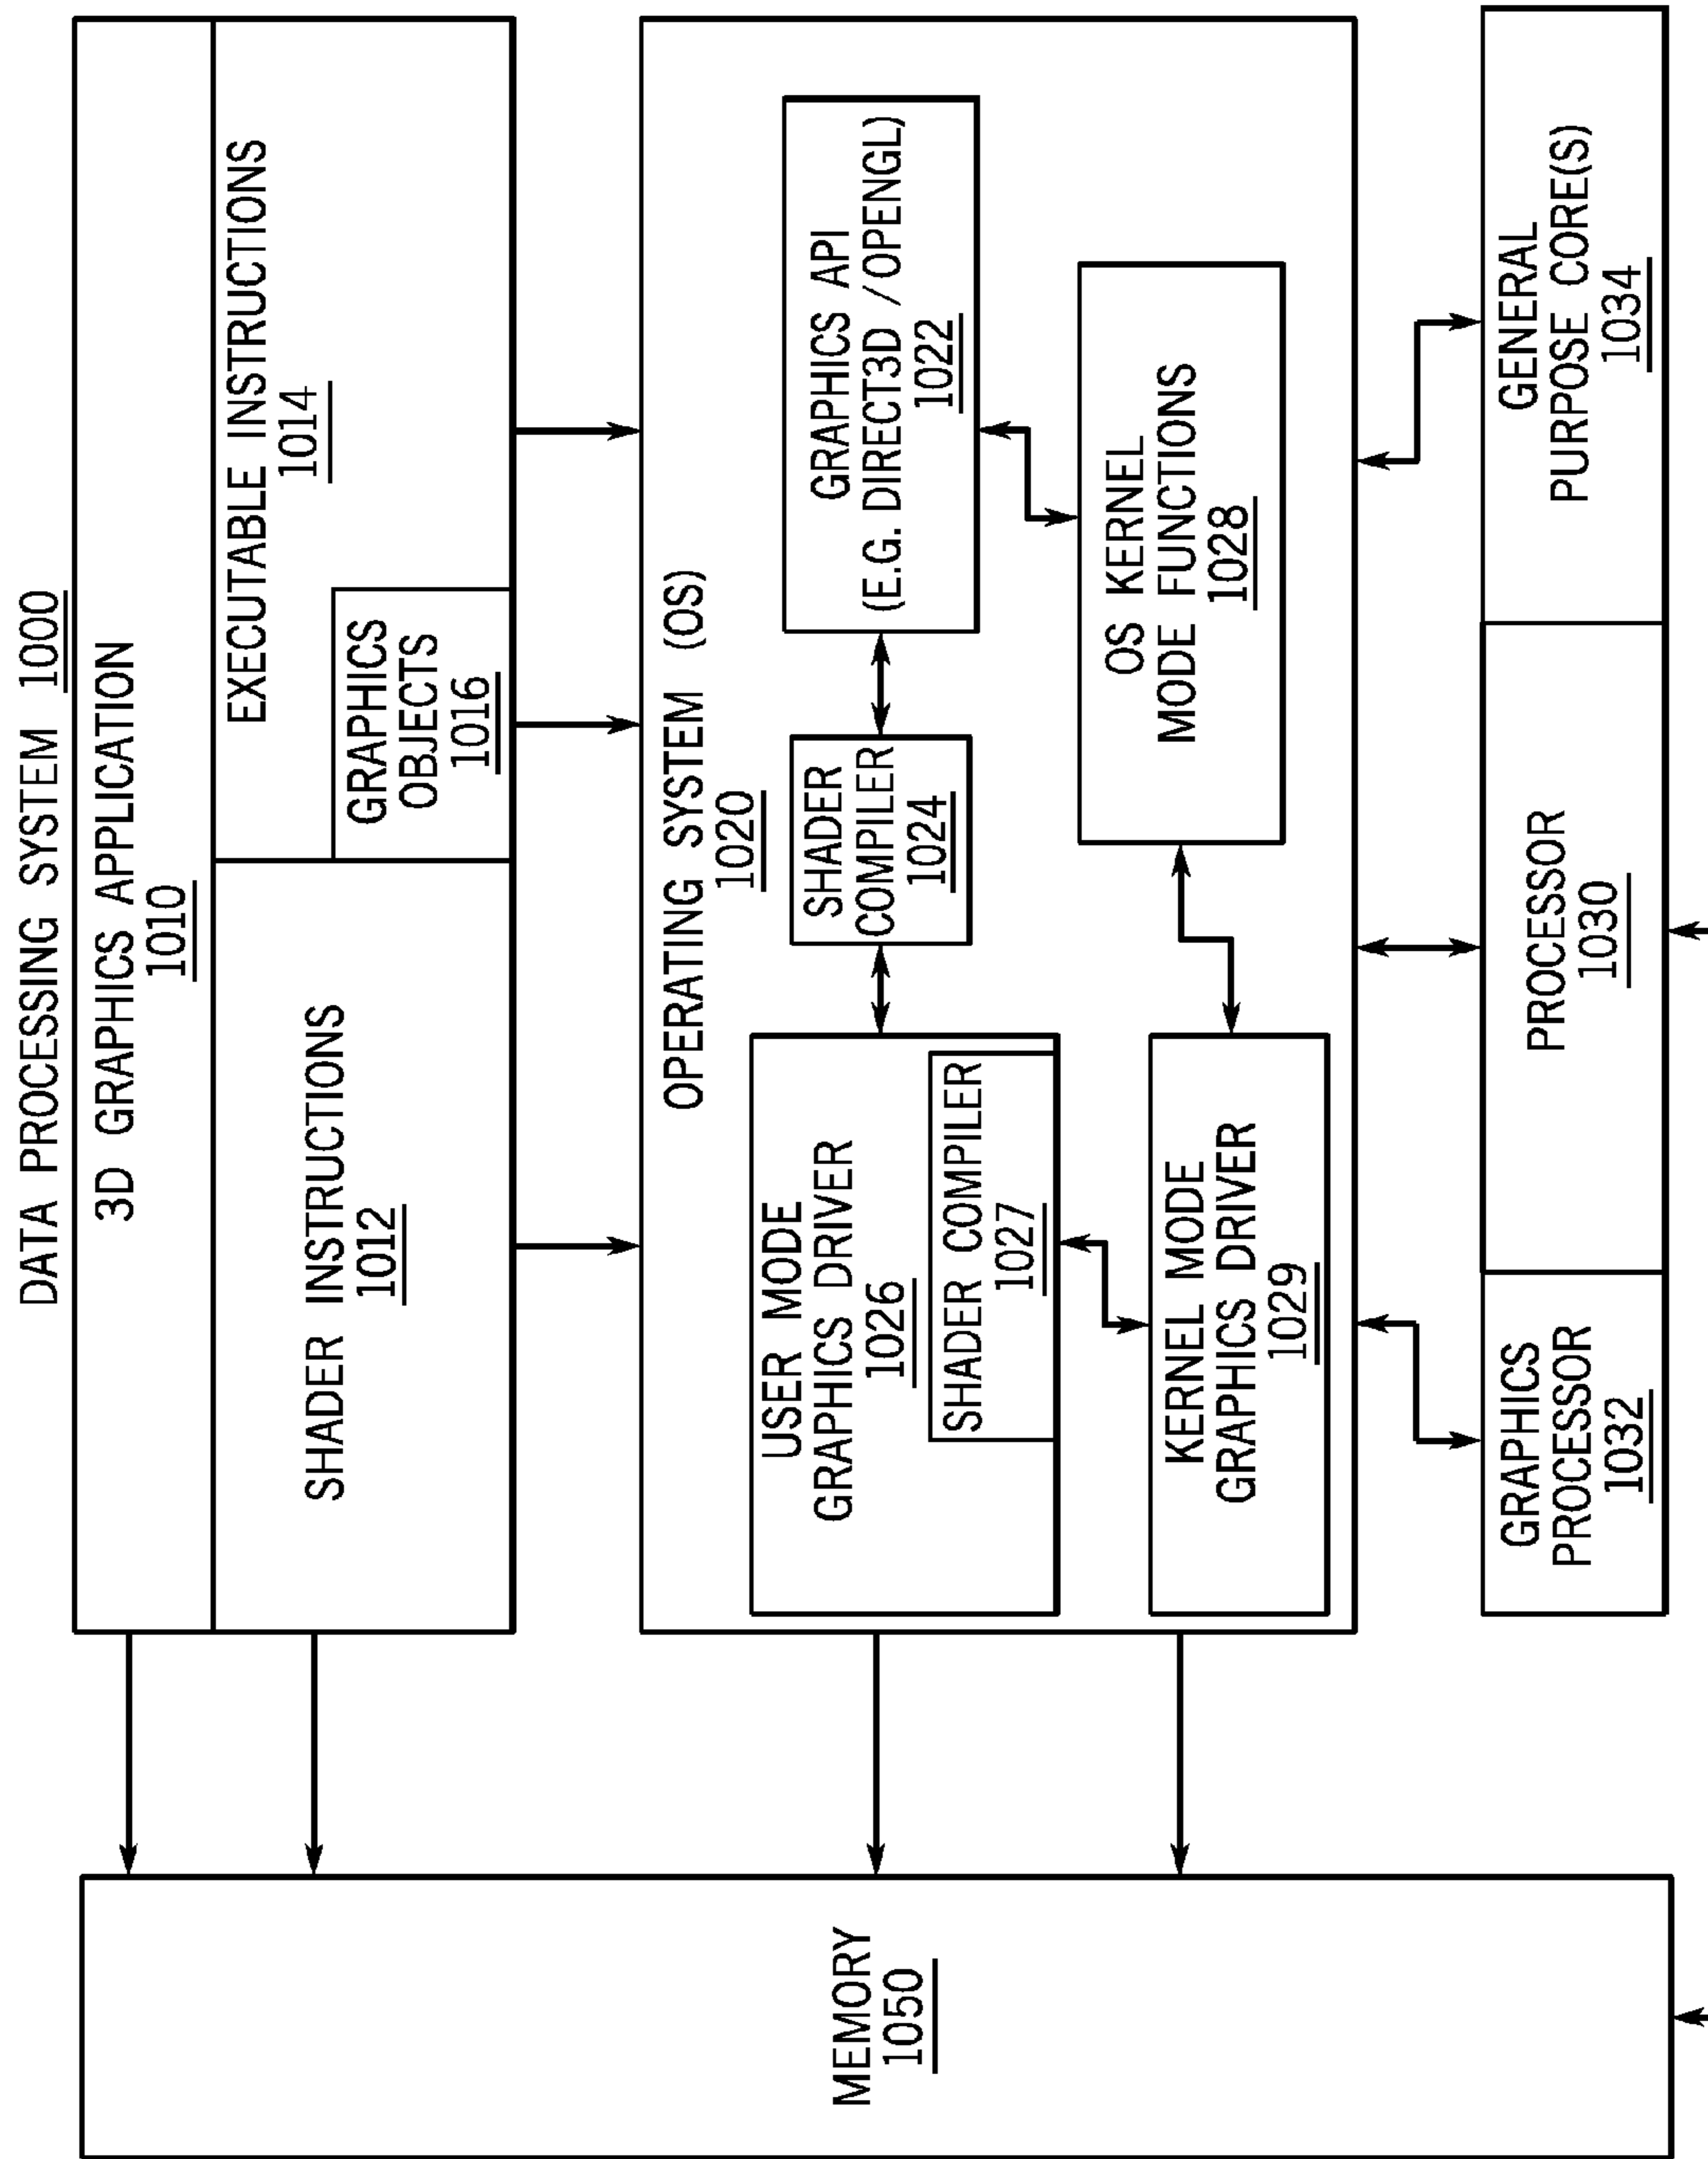 DATA PROCESSING SYSTEM 1000
3D GRAPHICS APPLICATION
1010
SHADER INSTRUCTIONS
1012
EXECUTABLE INSTRUCTIONS
1014
GRAPHICS
OBJECTS
1016
OPERATING SYSTEM (OS)
1020
USER MODE
GRAPHICS DRIVER
1026
SHADER COMPILER
1027
SHADER
COMPILER
1024
GRAPHICS API
(E.G. DIRECT3D /OPENGL)
1022
KERNEL MODE
GRAPHICS DRIVER
1029
OS KERNEL
MODE FUNCTIONS
1028
GRAPHICS
PROCESSOR
1032
PROCESSOR
1030
GENERAL
PURPOSE CORE(S)
1034
MEMORY
1050